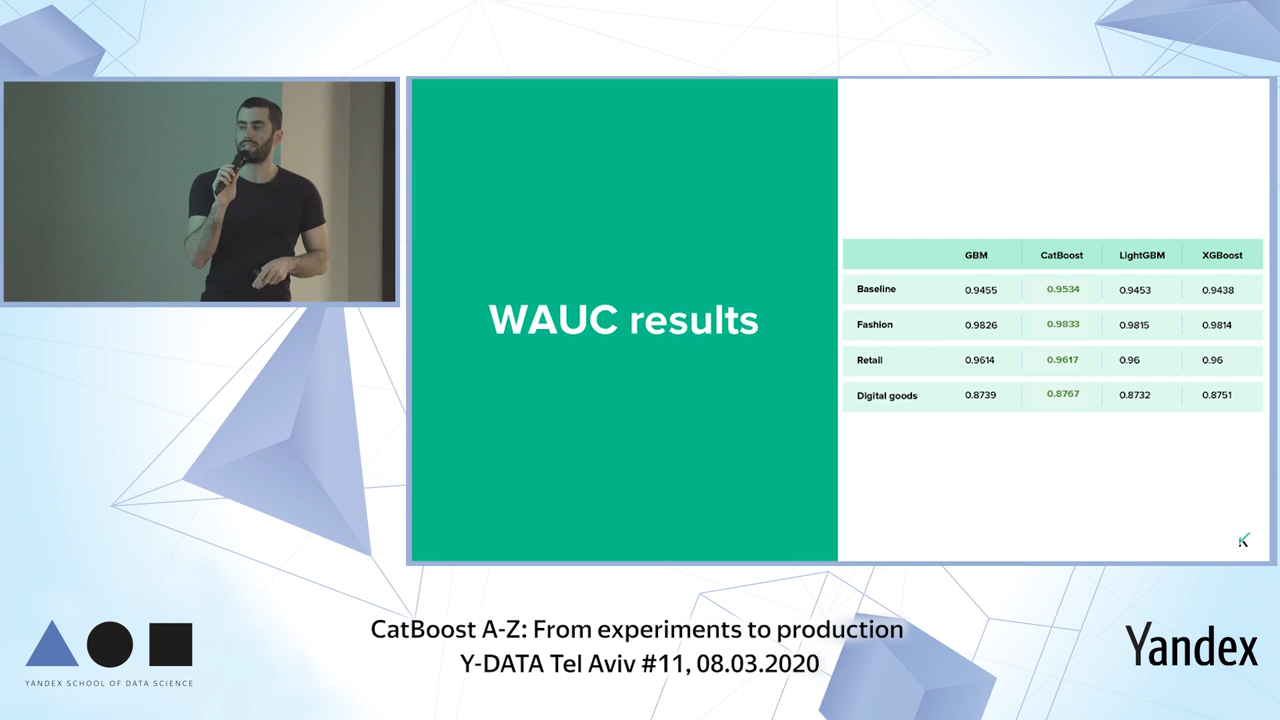 WAUC results
GBM CatBoost LightGBM XGBoost
Baseline 0.9455 0.9534 0.9453 0.9438
Fashion 0.9826 0.9833 0.9815 0.9814
Retail 0.9614 0.9617 0.96 0.96
Digital goods 0.8739 0.8767 0.8732 0.8751
K
CatBoost A-Z: From experiments to production
Y-DATA Tel Aviv #11, 08.03.2020
YANDEX SCHOOL OF DATA SCIENCE
Yandex